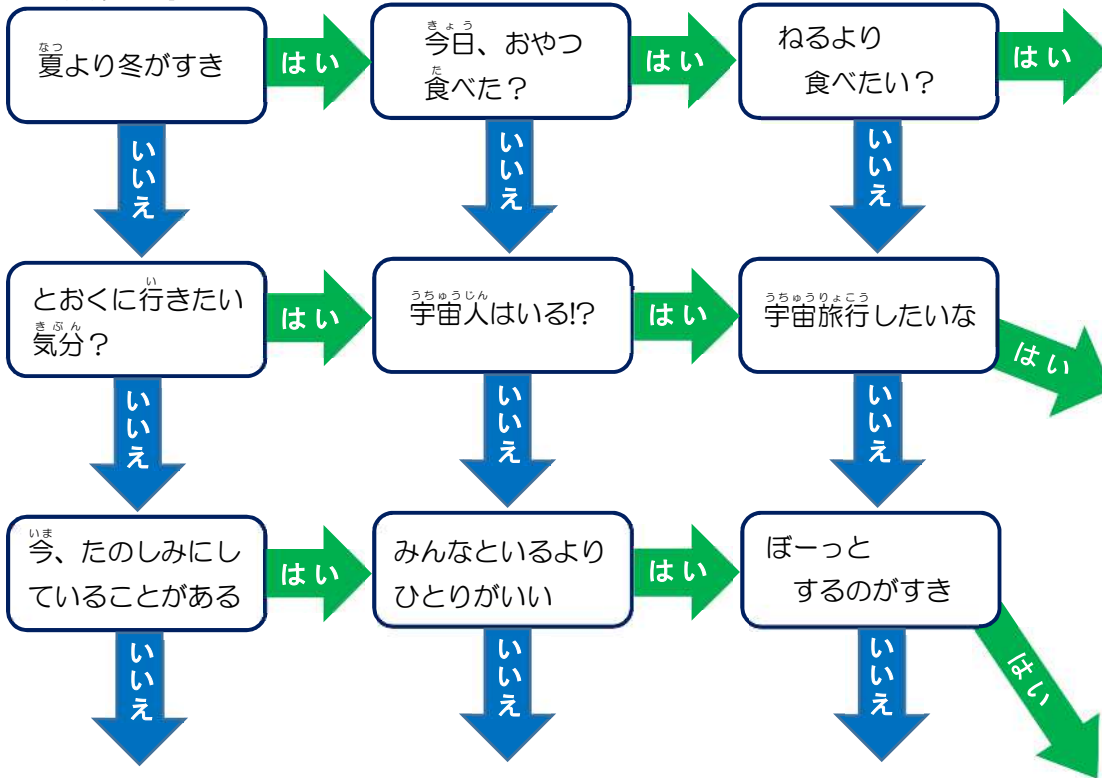 夏より冬がすき
なつ
はい
今日、おやつ
きょう
食べた？
た
はい
ねるより
食べたい？
はい
いいえ
いいえ
いいえ
とおくに行きたい
い
気分？
きぶん
はい
宇宙人はいる!?
うちゅうじん
はい
宇宙旅行したいな
うちゅうりょこう
はい
いいえ
いいえ
いいえ
今、たのしみにし
いま
ていることがある
はい
みんなといるより
ひとりがいい
はい
ぼーっと
するのがすき
はい
いいえ
いいえ
いいえ